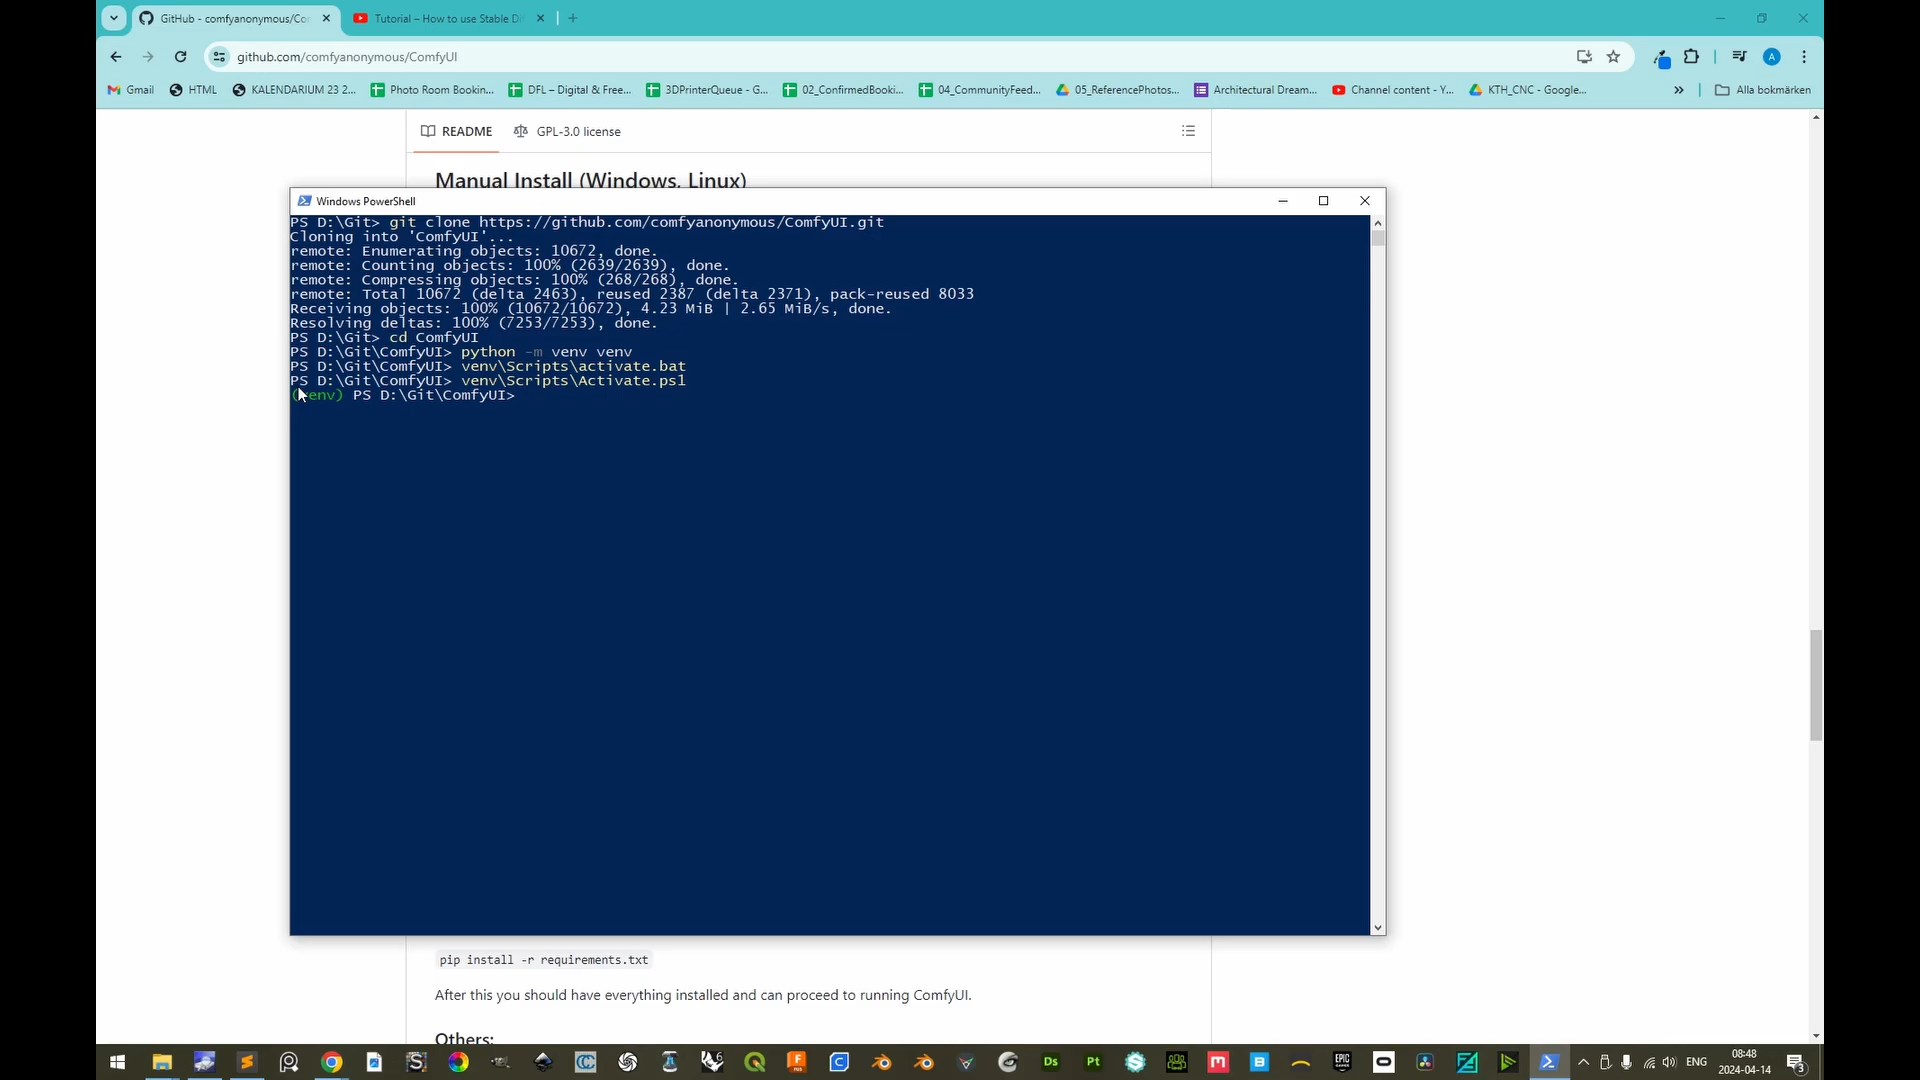 GitHub - comfyanonymous/Co
Tutorial – How to use Stable Di
github.com/comfyanonymous/ComfyUI
A
Gmail
HTML
KALENDARIUM 23 2...
Photo Room Bookin...
DFL – Digital & Free...
3DPrinterQueue - G...
02_ConfirmedBooki...
04_CommunityFeed...
05_ReferencePhotos...
Architectural Dream...
Channel content - Y...
KTH_CNC - Google...
»
Alla bokmärken
README
GPL-3.0 license
Manual Install (Windows, Linux)
Windows PowerShell
PS D:\Git> git clone https://github.com/comfyanonymous/ComfyUI.git
Cloning into 'ComfyUI'...
remote: Enumerating objects: 10672, done.
remote: Counting objects: 100% (2639/2639), done.
remote: Compressing objects: 100% (268/268), done.
remote: Total 10672 (delta 2463), reused 2387 (delta 2371), pack-reused 8033
Receiving objects: 100% (10672/10672), 4.23 MiB | 2.65 MiB/s, done.
Resolving deltas: 100% (7253/7253), done.
PS D:\Git> cd ComfyUI
PS D:\Git\ComfyUI> python -m venv venv
PS D:\Git\ComfyUI> venv\Scripts\activate.bat
PS D:\Git\ComfyUI> venv\Scripts\Activate.ps1
(venv) PS D:\Git\ComfyUI>
pip install -r requirements.txt
After this you should have everything installed and can proceed to running ComfyUI.
Others:
Ds
Pt
EPIC GAMES
ENG
08:48
2024-04-14
3